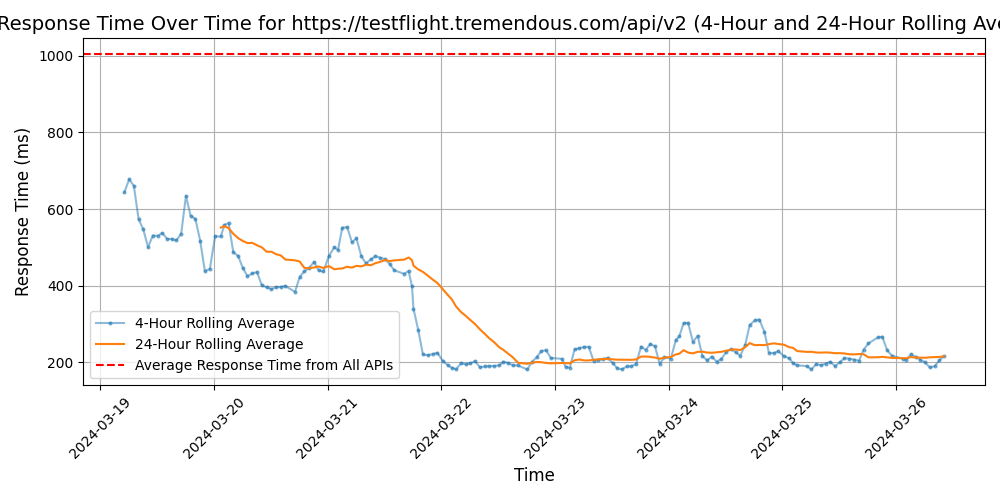 Response Time Over Time for https://testflight.tremendous.com/api/v2 (4-Hour and 24-Hour Rolling Ave
Response Time (ms)
1000
800
600
400
200
4-Hour Rolling Average
24-Hour Rolling Average
Average Response Time from All APIs
2024-03-19
2024-03-20
2024-03-21
2024-03-22
2024-03-23
2024-03-24
2024-03-25
2024-03-26
Time